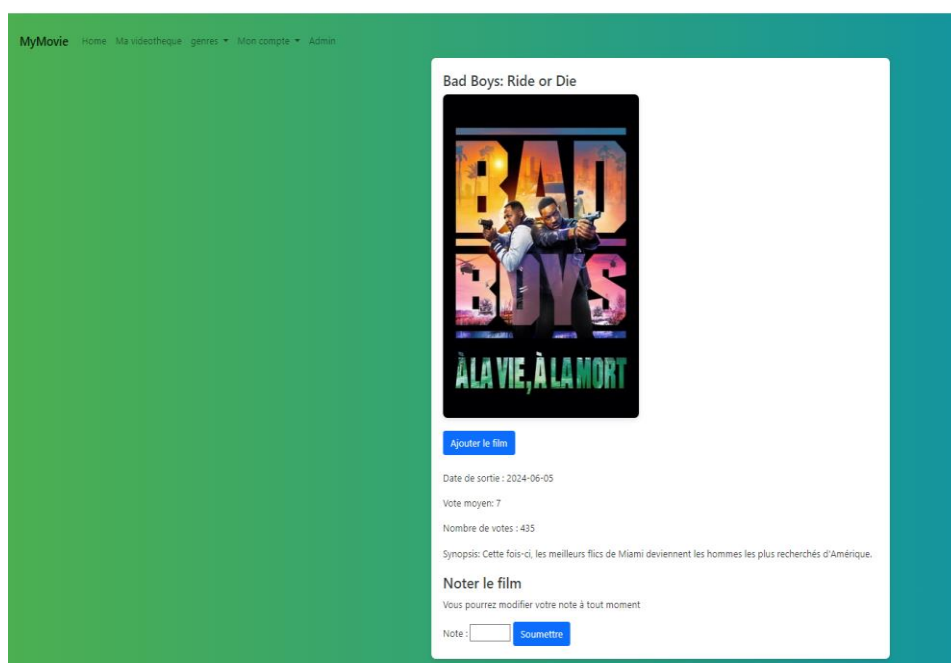 MyMovie Home Ma videotheque genres Mon compte Admin
Bad Boys: Ride or Die
BAD
BOYS
À LA VIE, À LA MORT
Ajouter le film
Date de sortie : 2024-06-05
Vote moyen: 7
Nombre de votes : 435
Synopsis: Cette fois-ci, les meilleurs flics de Miami deviennent les hommes les plus recherchés d'Amérique.
Noter le film
Vous pourrez modifier votre note à tout moment
Note : Soumettre